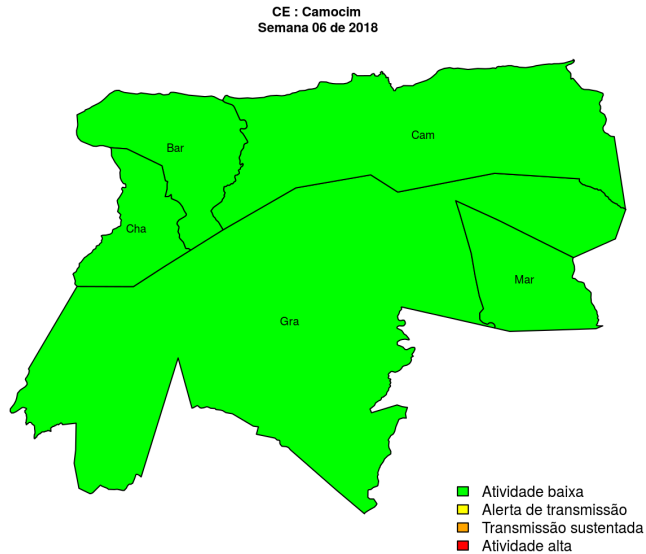 CE : Camocim
Semana 06 de 2018
Bar
Cam
Cha
Mar
Gra
Atividade baixa
Alerta de transmissão
Transmissão sustentada
Atividade alta